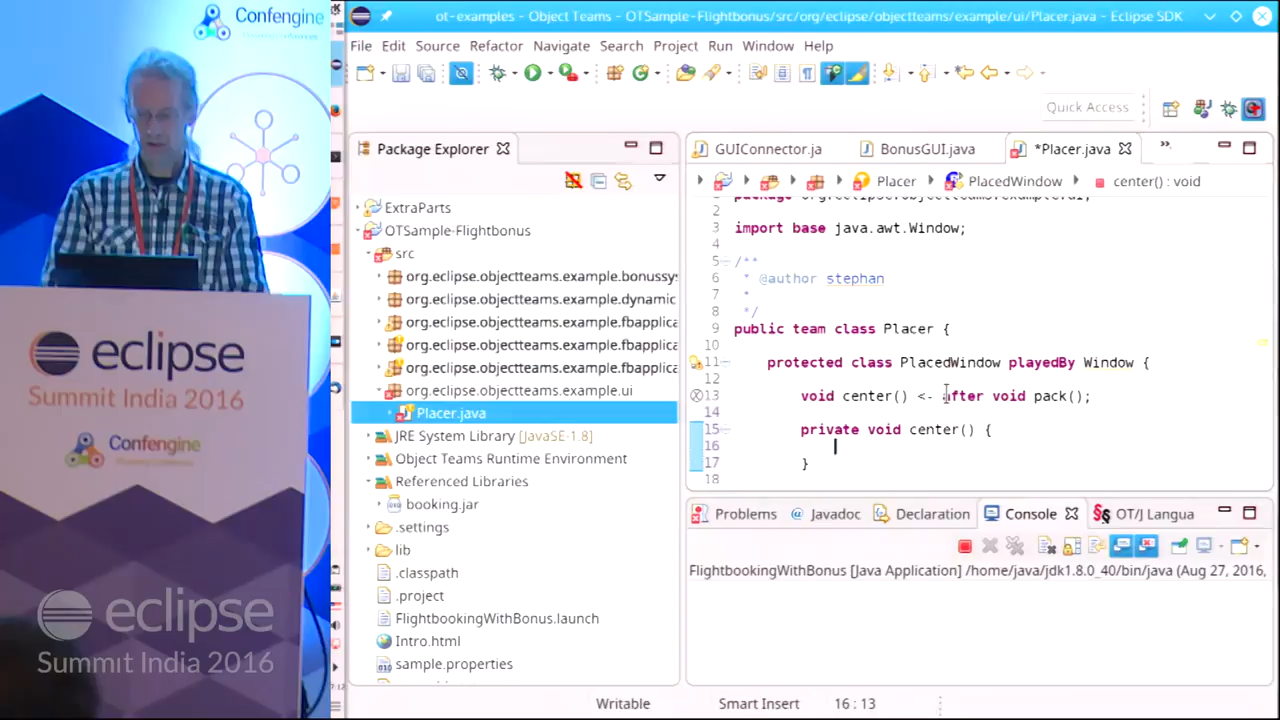 Confengine
eclipse
Summit India 2016
Confengine
eclipse
Summit India 2016
ot-examples - Object Teams - OTSample-Flightbonus/src/org/eclipse/objectteams/example/ui/Placer.java - Eclipse SDK
File Edit Source Refactor Navigate Search Project Run Window Help
Quick Access
Package Explorer
ExtraParts
OTSample-Flightbonus
src
org.eclipse.objectteams.example.bonussy
org.eclipse.objectteams.example.dynamic
org.eclipse.objectteams.example.fbapplica
org.eclipse.objectteams.example.fbapplica
org.eclipse.objectteams.example.fbapplica
org.eclipse.objectteams.example.ui
Placer.java
JRE System Library [JavaSE-1.8]
Object Teams Runtime Environment
Referenced Libraries
booking.jar
.settings
lib
.classpath
.project
FlightbookingWithBonus.launch
Intro.html
sample.properties
GUIConnector.ja BonusGUI.java *Placer.java
Placer PlacedWindow center() : void
package org.eclipse.objectteams.example.ui;
2
3 import base java.awt.Window;
4
5 /**
6 * @author stephan
7 *
8 */
9 public team class Placer {
10
11 protected class PlacedWindow playedBy Window {
12
13 void center() <- after void pack();
14
15 private void center() {
16
17 }
18
Problems Javadoc Declaration Console OT/J Langua
FlightbookingWithBonus [Java Application] /home/java/jdk1.8.0_40/bin/java (Aug 27, 2016,
Writable Smart Insert 16 : 13